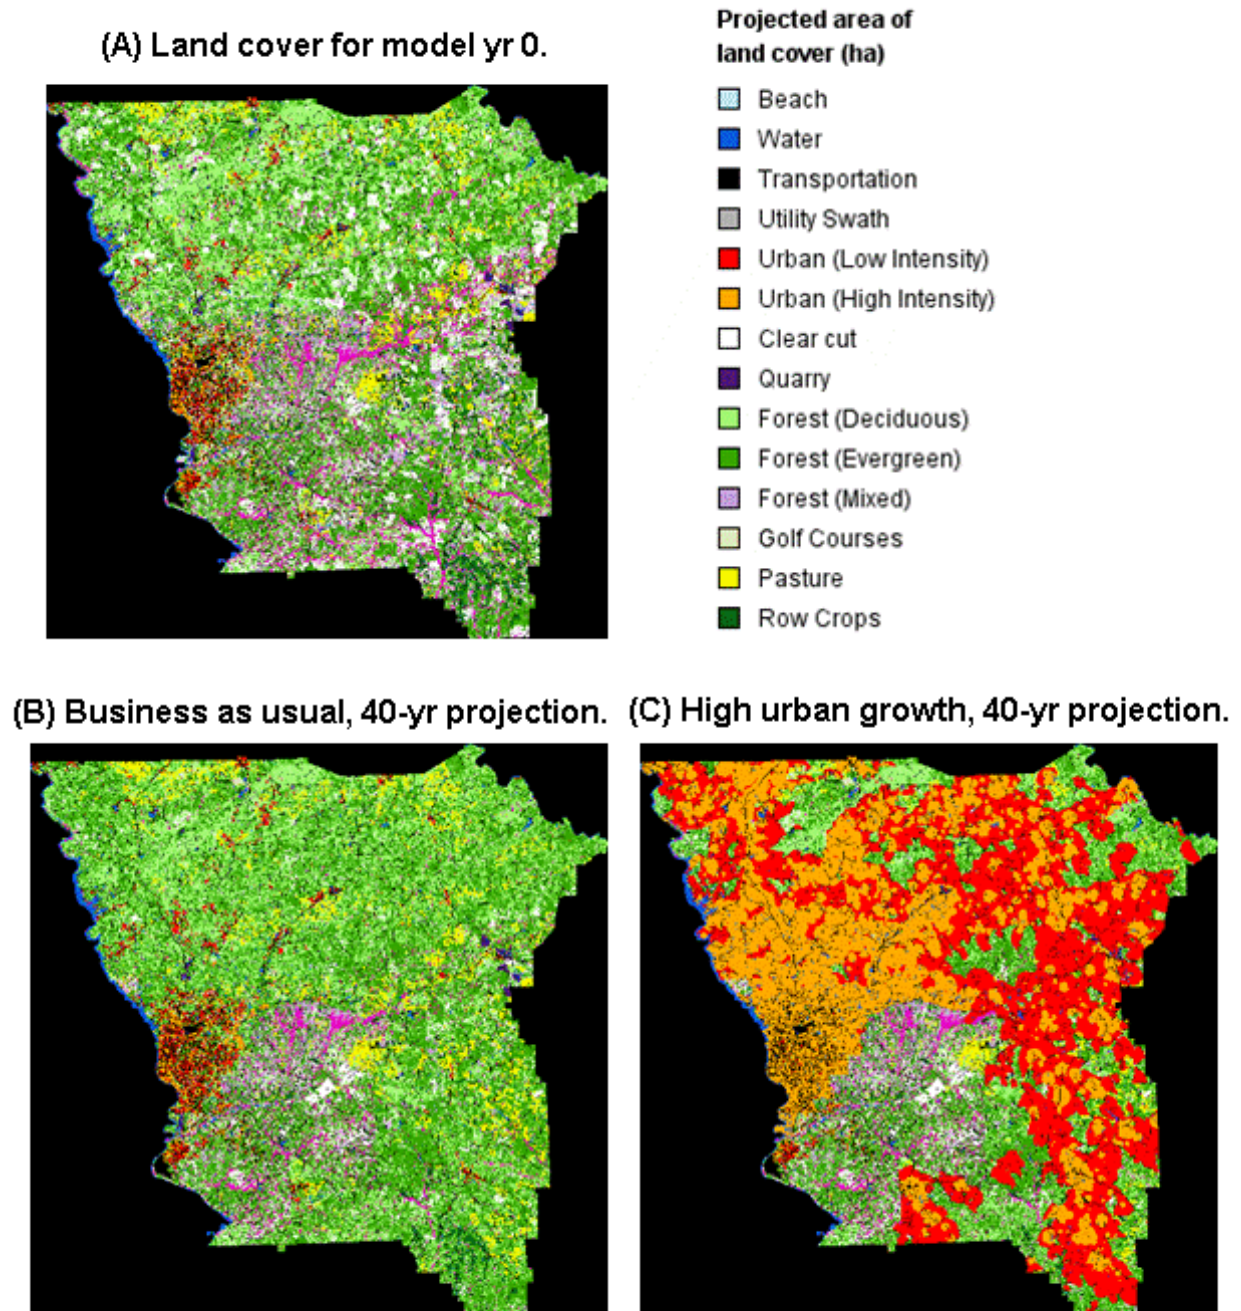 (A) Land cover for model yr 0.
Projected area of
land cover (ha)
Beach
Water
Transportation
Utility Swath
Urban (Low Intensity)
Urban (High Intensity)
Clear cut
Quarry
Forest (Deciduous)
Forest (Evergreen)
Forest (Mixed)
Golf Courses
Pasture
Row Crops
(B) Business as usual, 40-yr projection.
(C) High urban growth, 40-yr projection.